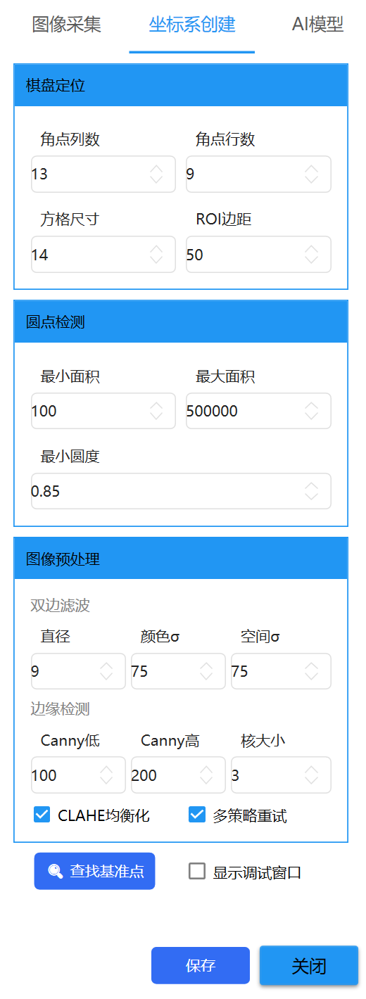 图像采集 坐标系创建 AI模型
棋盘定位
角点列数 角点行数
13 9
方格尺寸 ROI边距
14 50
圆点检测
最小面积 最大面积
100 500000
最小圆度
0.85
图像预处理
双边滤波
直径 颜色σ 空间σ
9 75 75
边缘检测
Canny低 Canny高 核大小
100 200 3
CLAHE均衡化 多策略重试
查找基准点 显示调试窗口
保存 关闭